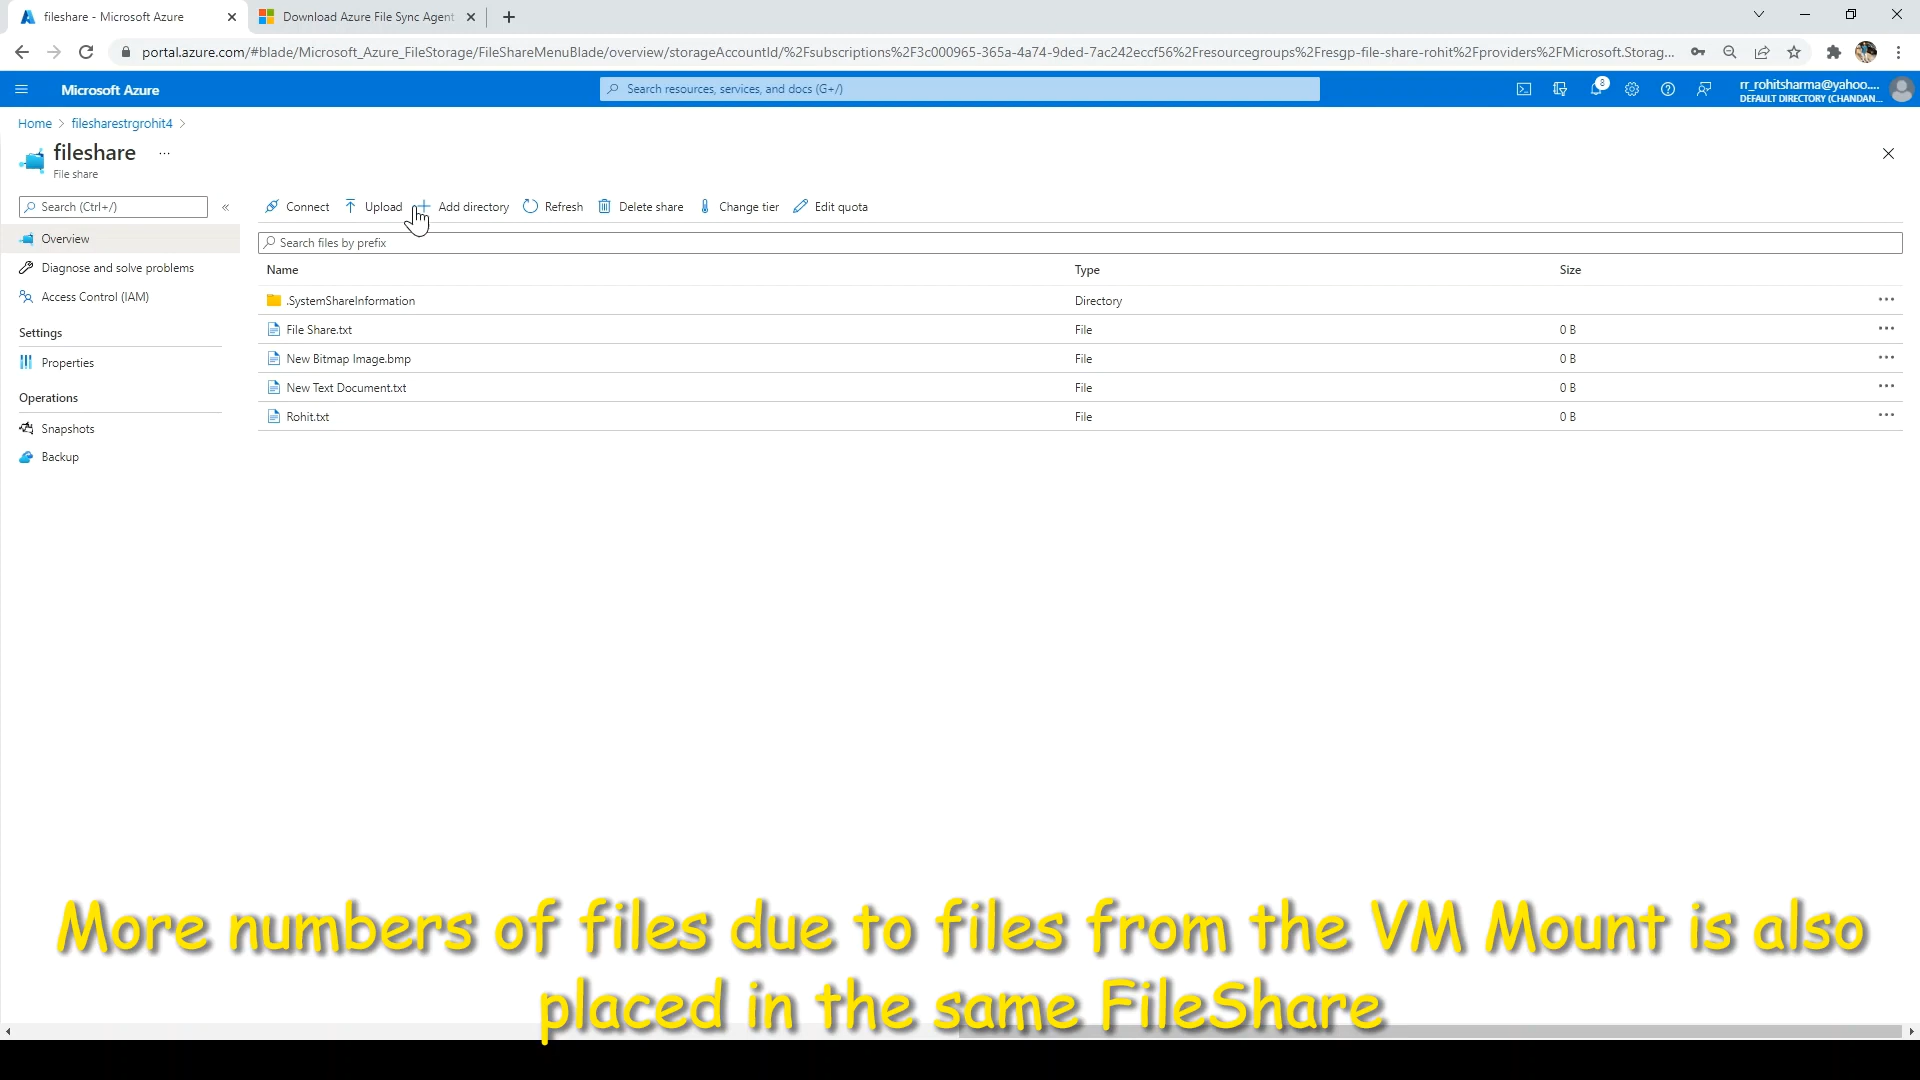 fileshare - Microsoft Azure
Download Azure File Sync Agent
portal.azure.com/#blade/Microsoft_Azure_FileStorage/FileShareMenuBlade/overview/storageAccountId/%2Fsubscriptions%2F3c000965-365a-4a74-9ded-7ac242eccf56%2Fresourcegroups%2Fresgp-file-share-rohit%2Fproviders%2FMicrosoft.Storag...
Microsoft Azure
Search resources, services, and docs (G+/)
8
rr_rohitsharma@yahoo....
DEFAULT DIRECTORY (CHANDAN...
Home > filesharestrgrohit4 >
fileshare ...
File share
Search (Ctrl+/) «
Connect Upload Add directory Refresh Delete share Change tier Edit quota
Overview
Search files by prefix
Diagnose and solve problems
Access Control (IAM)
Settings
Properties
Operations
Snapshots
Backup
Name Type Size
.SystemShareInformation Directory ...
File Share.txt File 0 B ...
New Bitmap Image.bmp File 0 B ...
New Text Document.txt File 0 B ...
Rohit.txt File 0 B ...
More numbers of files due to files from the VM Mount is also
placed in the same FileShare